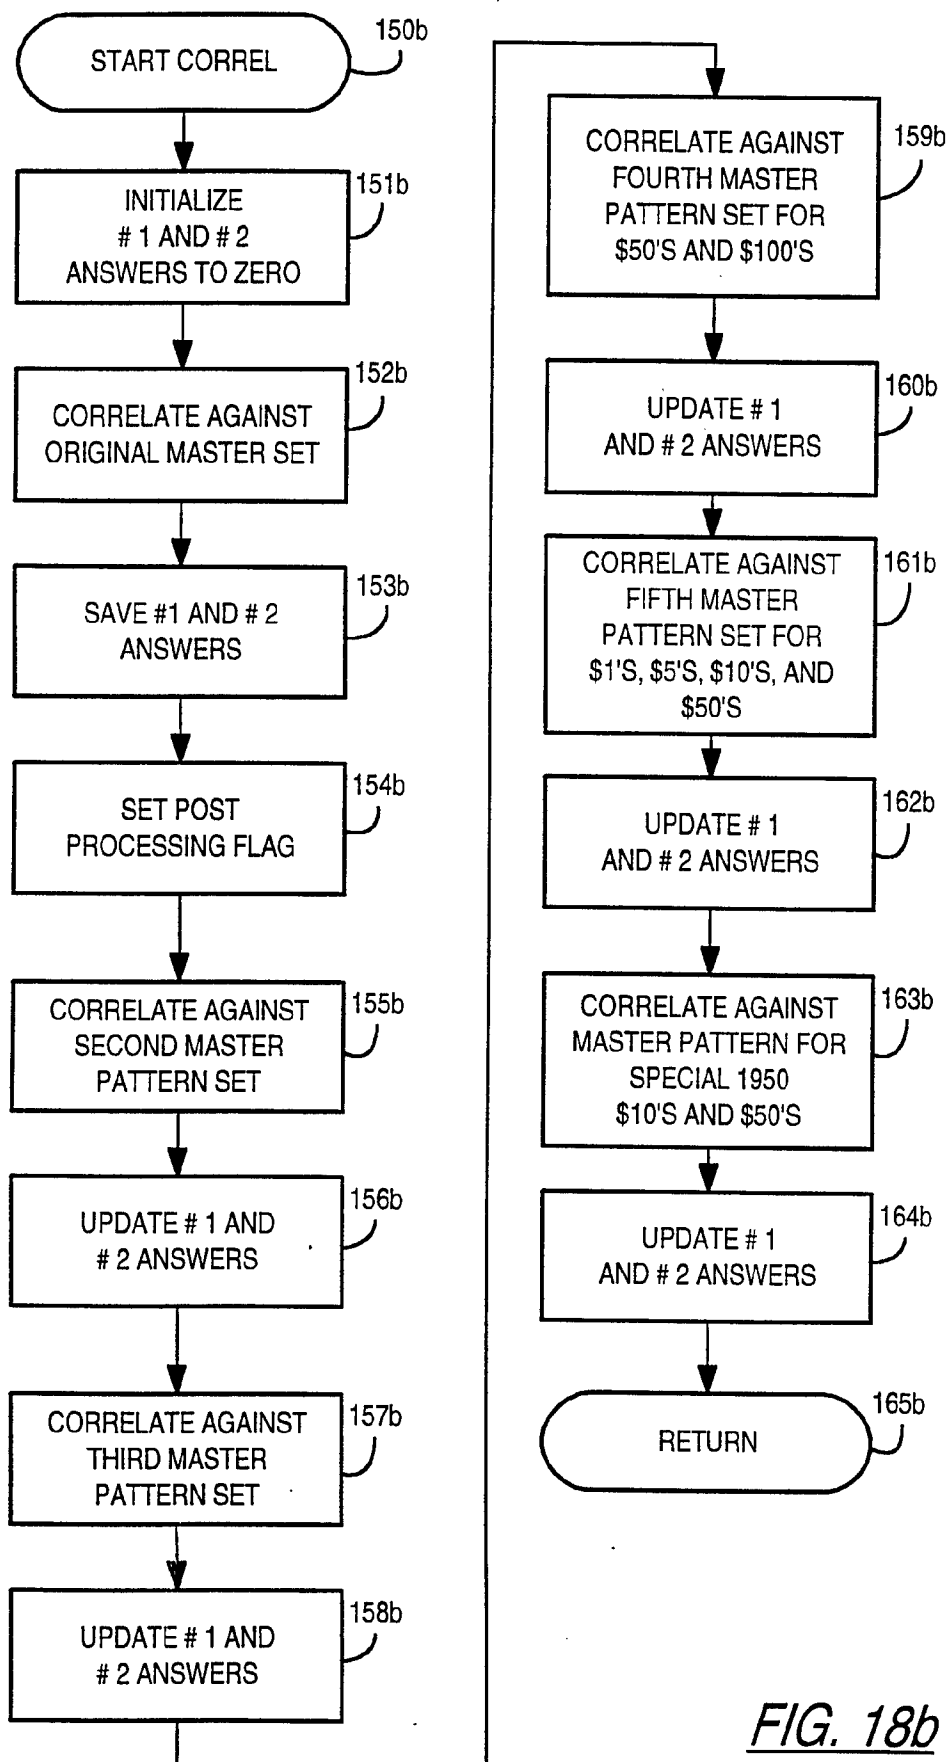 START CORREL
150b
INITIALIZE
# 1 AND # 2
ANSWERS TO ZERO
151b
CORRELATE AGAINST
ORIGINAL MASTER SET
152b
SAVE #1 AND # 2
ANSWERS
153b
SET POST
PROCESSING FLAG
154b
CORRELATE AGAINST
SECOND MASTER
PATTERN SET
155b
UPDATE # 1 AND
# 2 ANSWERS
156b
CORRELATE AGAINST
THIRD MASTER
PATTERN SET
157b
UPDATE # 1 AND
# 2 ANSWERS
158b
CORRELATE AGAINST
FOURTH MASTER
PATTERN SET FOR
$50'S AND $100'S
159b
UPDATE # 1
AND # 2 ANSWERS
160b
CORRELATE AGAINST
FIFTH MASTER
PATTERN SET FOR
$1'S, $5'S, $10'S, AND
$50'S
161b
UPDATE # 1
AND # 2 ANSWERS
162b
CORRELATE AGAINST
MASTER PATTERN FOR
SPECIAL 1950
$10'S AND $50'S
163b
UPDATE # 1
AND # 2 ANSWERS
164b
RETURN
165b
FIG. 18b